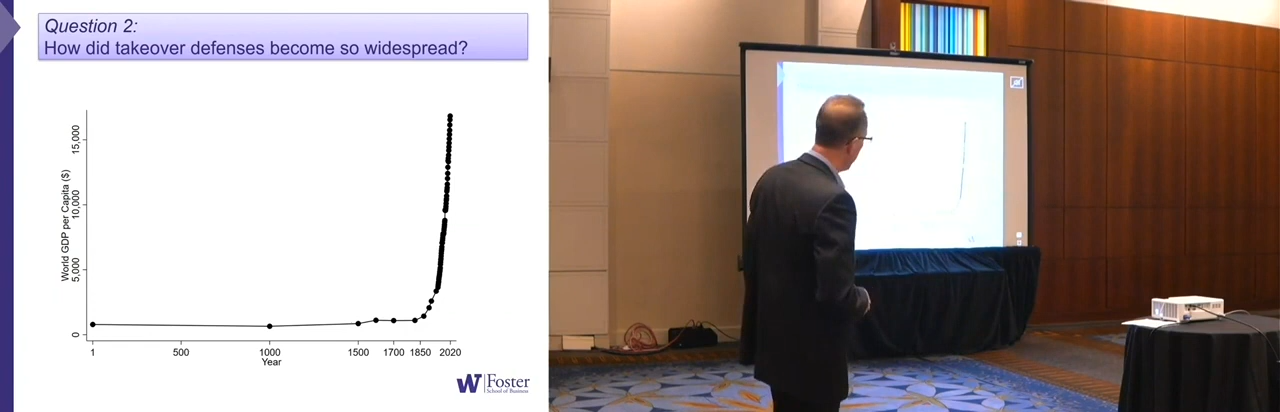 Question 2:
How did takeover defenses become so widespread?
World GDP per Capita ($)
15,000
10,000
5,000
0
1
500
1000
1500
1700
1850
2020
Year
W Foster
School of Business